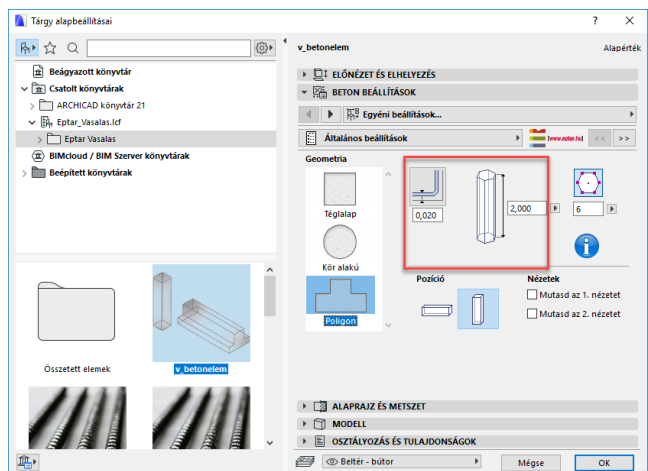 Tárgy alapbeállításai
? ×
Beágyazott könyvtár
Csatolt könyvtárak
ARCHICAD könyvtár 21
Eptar_Vasalas.lcf
Eptar Vasalas
BIMcloud / BIM Szerver könyvtárak
Beépített könyvtárak
Összetett elemek
v_betonelem
v_betonelem
Alapérték
ELŐNÉZET ÉS ELHELYEZÉS
BETON BEÁLLÍTÁSOK
Egyéni beállítások...
Általános beállítások
www.eptar.hu
<< >>
Geometria
Téglalap
Kör alakú
Poligon
0,020
2,000
6
Pozíció
Nézetek
Mutasd az 1. nézetet
Mutasd az 2. nézetet
ALAPRAJZ ÉS METSZET
MODELL
OSZTÁLYOZÁS ÉS TULAJDONSÁGOK
Beltér - bútor
Mégse
OK